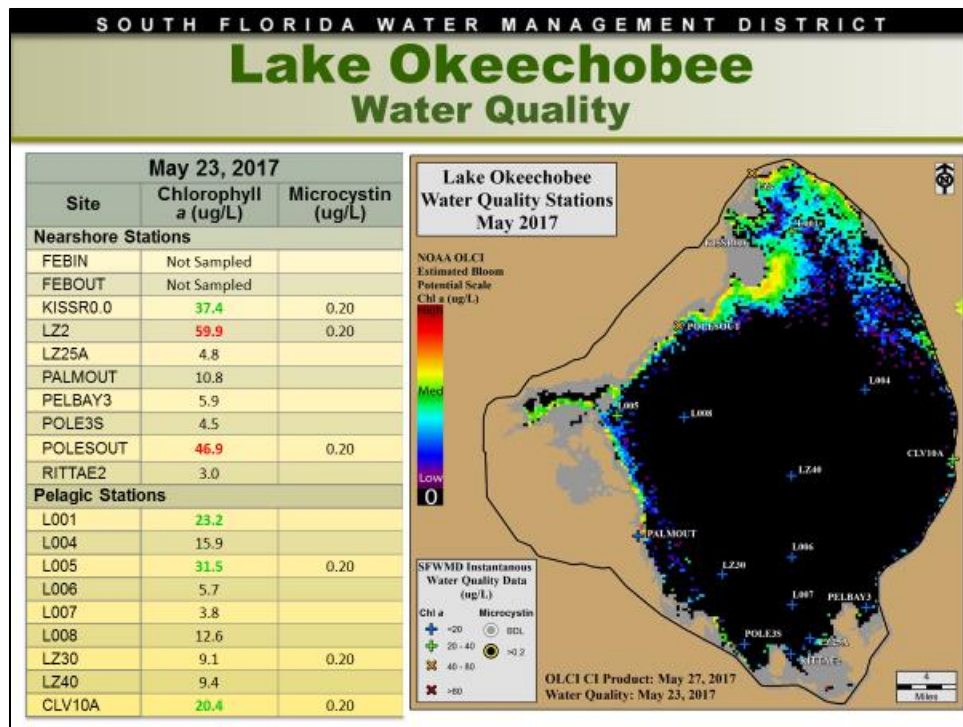 SOUTH FLORIDA WATER MANAGEMENT DISTRICT
Lake Okeechobee
Water Quality
May 23, 2017
Site Chlorophyll a (ug/L) Microcystin (ug/L)
Nearshore Stations
FEBIN Not Sampled
FEBOUT Not Sampled
KISSR0.0 37.4 0.20
LZ2 59.9 0.20
LZ25A 4.8
PALMOUT 10.8
PELBAY3 5.9
POLE3S 4.5
POLESOUT 46.9 0.20
RITTAE2 3.0
Pelagic Stations
L001 23.2
L004 15.9
L005 31.5 0.20
L006 5.7
L007 3.8
L008 12.6
LZ30 9.1 0.20
LZ40 9.4
CLV10A 20.4 0.20
Lake Okeechobee
Water Quality Stations
May 2017
N
NOAA OLCI
Estimated Bloom
Potential Scale
Chl a (ug/L)
High
Med
Low
0
KISSR0.0
POLESOUT
L004
L005
L008
CLV10A
LZ40
PALMOUT
L006
LZ30
L007
PELBAY3
POLE3S
RITTAE2
SFWMD Instantanous
Water Quality Data
(ug/L)
Chl a Microcystin
<20 BCL
20 - 40 >0.2
40 - 80
>80
OLCI CI Product: May 27, 2017
Water Quality: May 23, 2017
4
Miles